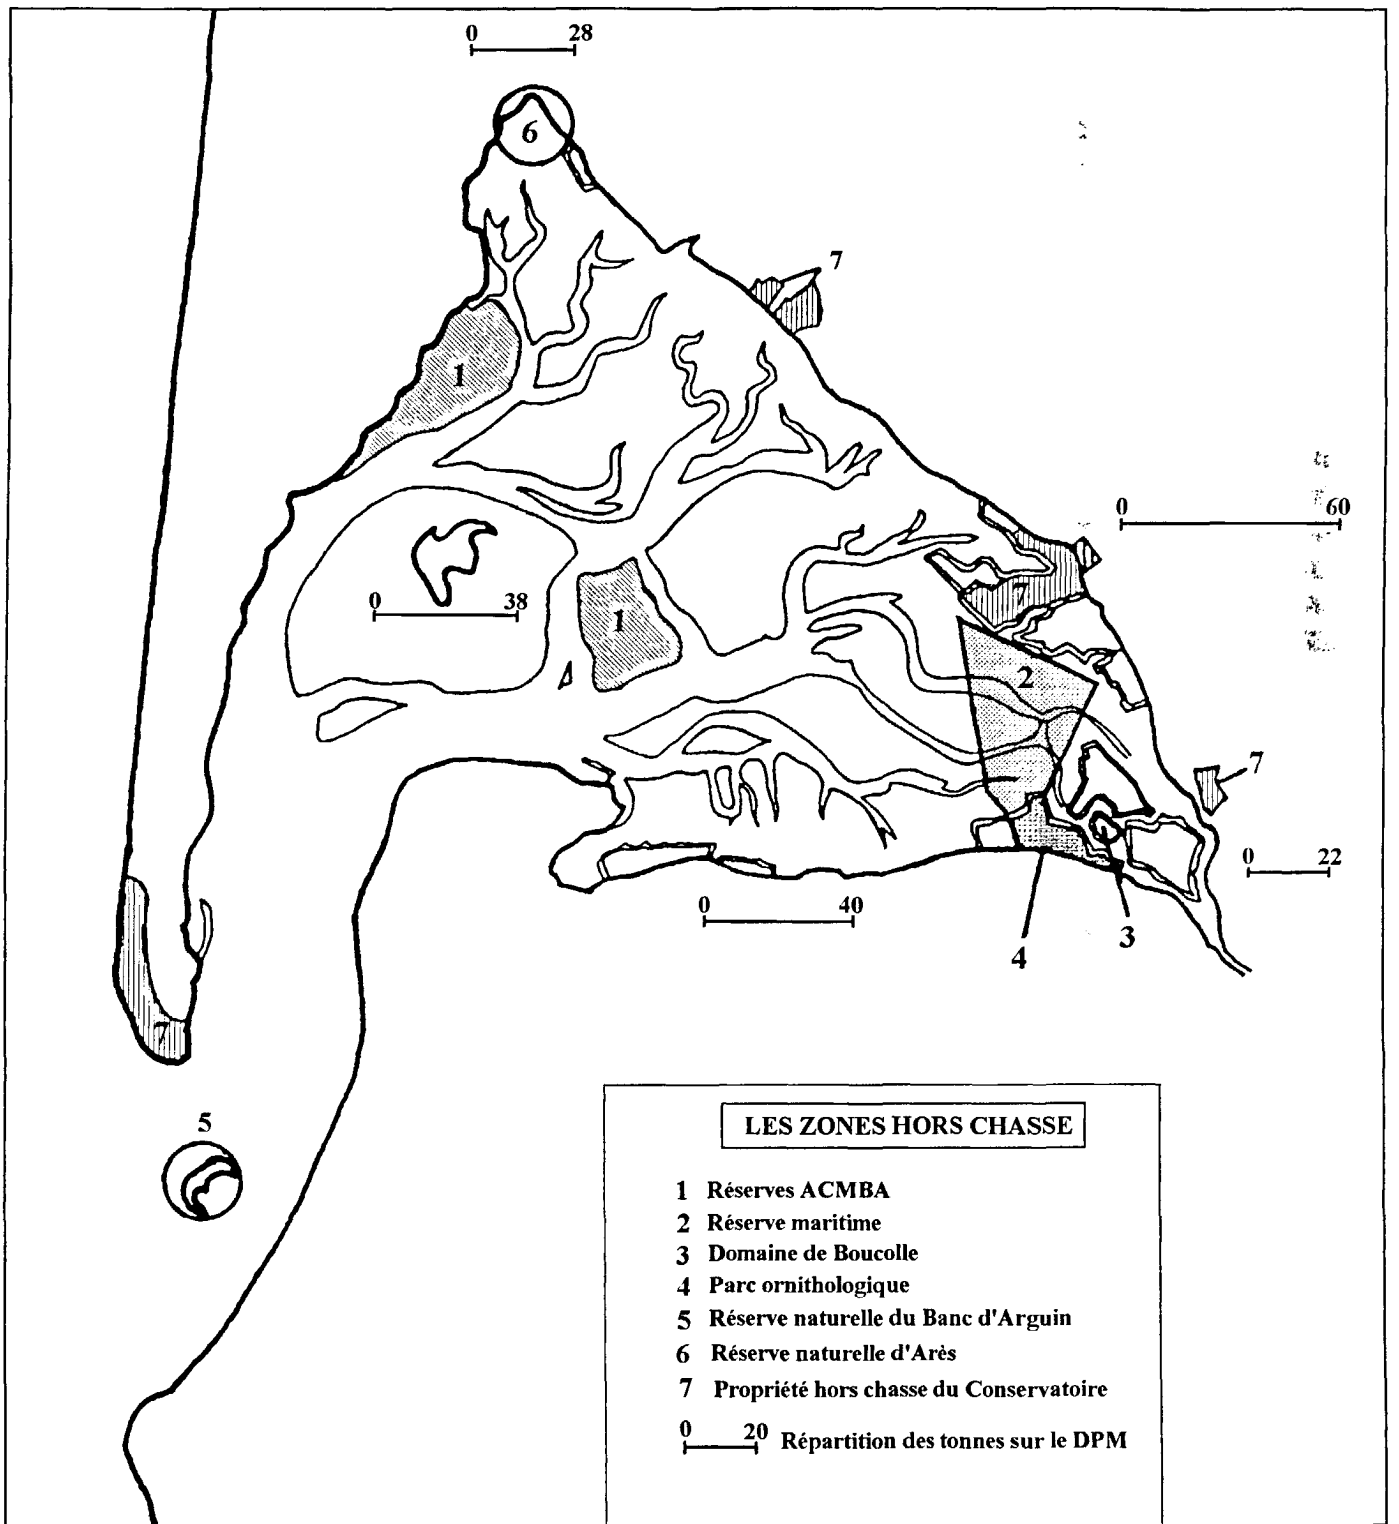 0 28
6
7
1
0 60
7
0 38
1
2
7
0 22
0 40
3
4
7
5
LES ZONES HORS CHASSE
1 Réserves ACMBA
2 Réserve maritime
3 Domaine de Boucolle
4 Parc ornithologique
5 Réserve naturelle du Banc d'Arguin
6 Réserve naturelle d'Arès
7 Propriété hors chasse du Conservatoire
0 20 Répartition des tonnes sur le DPM